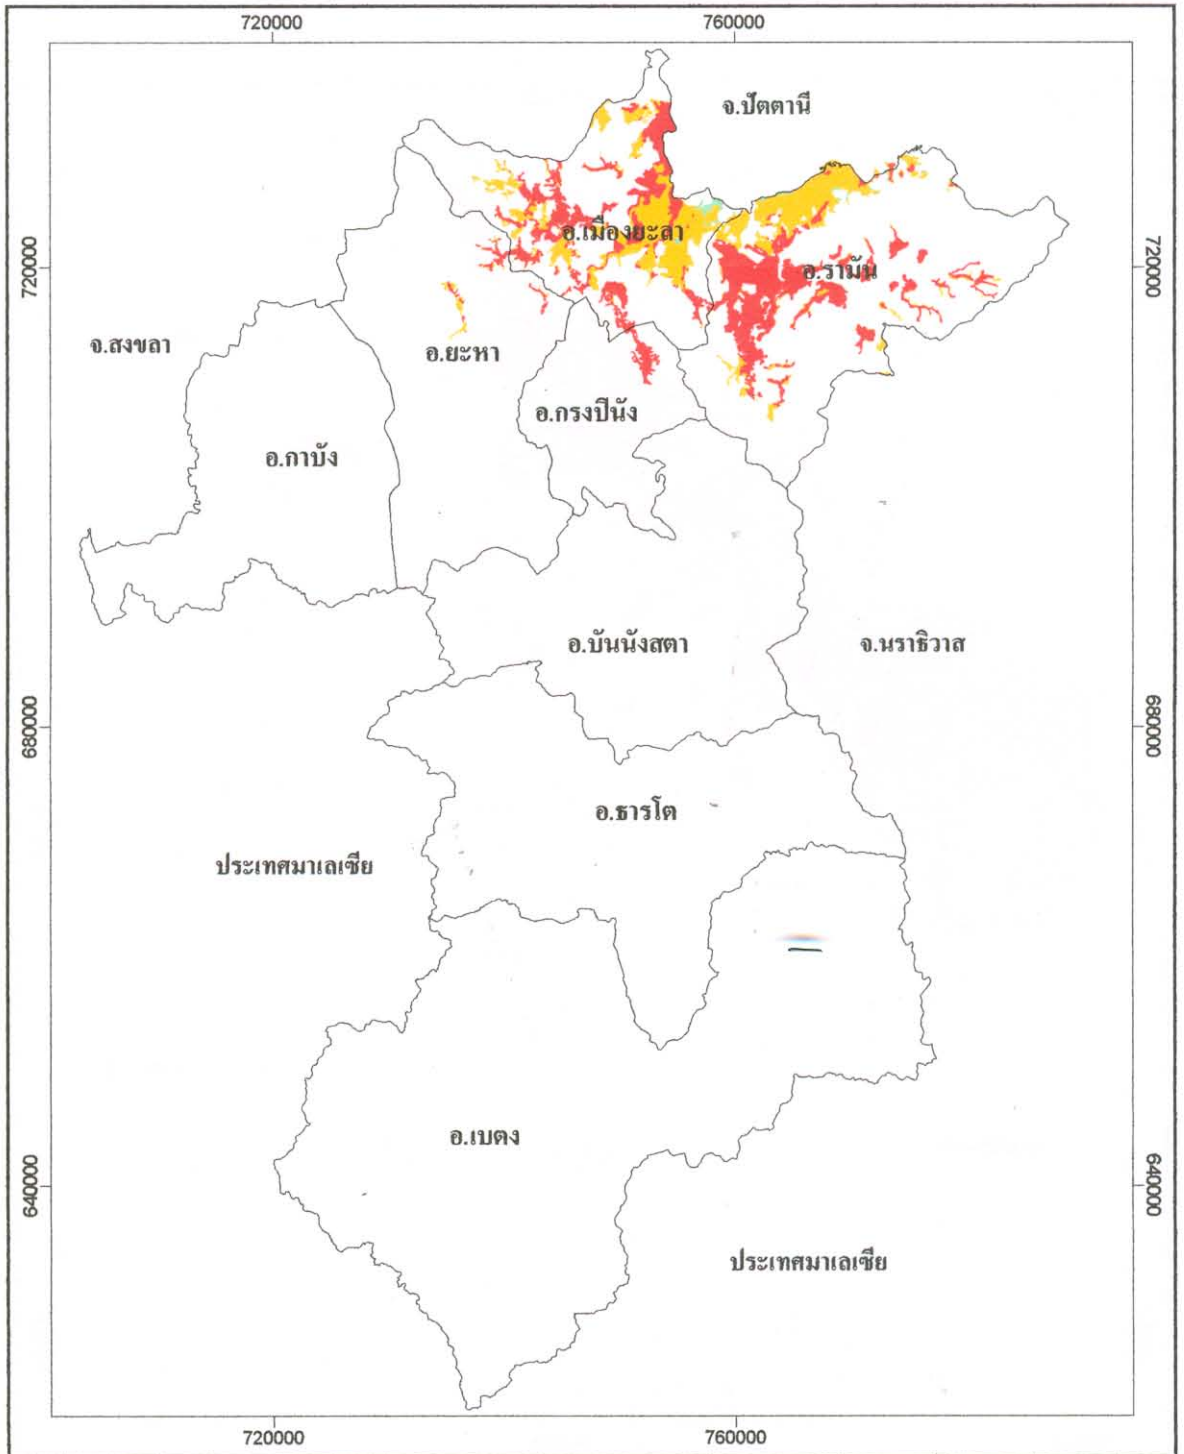 720000 760000
จ.ปัตตานี
อ.เมืองยะลา
720000 อ.รามัน 720000
จ.สงขลา อ.ยะหา
อ.กรงปีนัง
อ.กาบัง
อ.บันนังสตา จ.นราธิวาส
680000 680000
อ.ธารโต
ประเทศมาเลเซีย
อ.เบตง
640000 640000
ประเทศมาเลเซีย
720000 760000